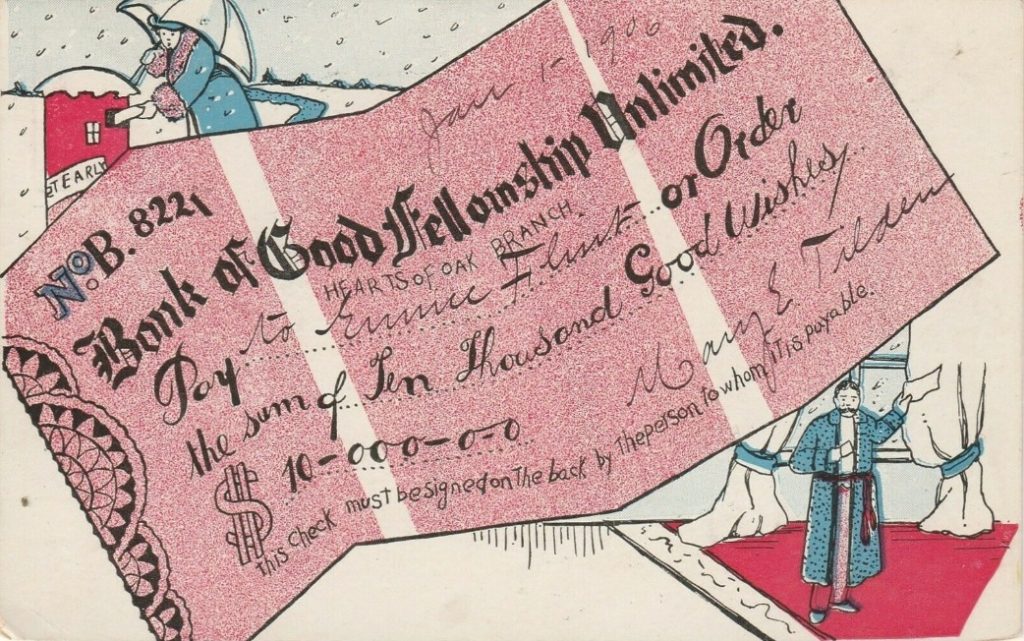 Jan 1- 1906
No. B. 8221
Bank of Good Fellowship Unlimited.
HEARTS OF OAK BRANCH.
Pay to Eunice Flint or Order
the sum of Ten Thousand Good Wishes
$ 10-000-0-0
Mary E. Tilden
This check must be signed on The back by The person to whom IT is payable.
ET EARLY